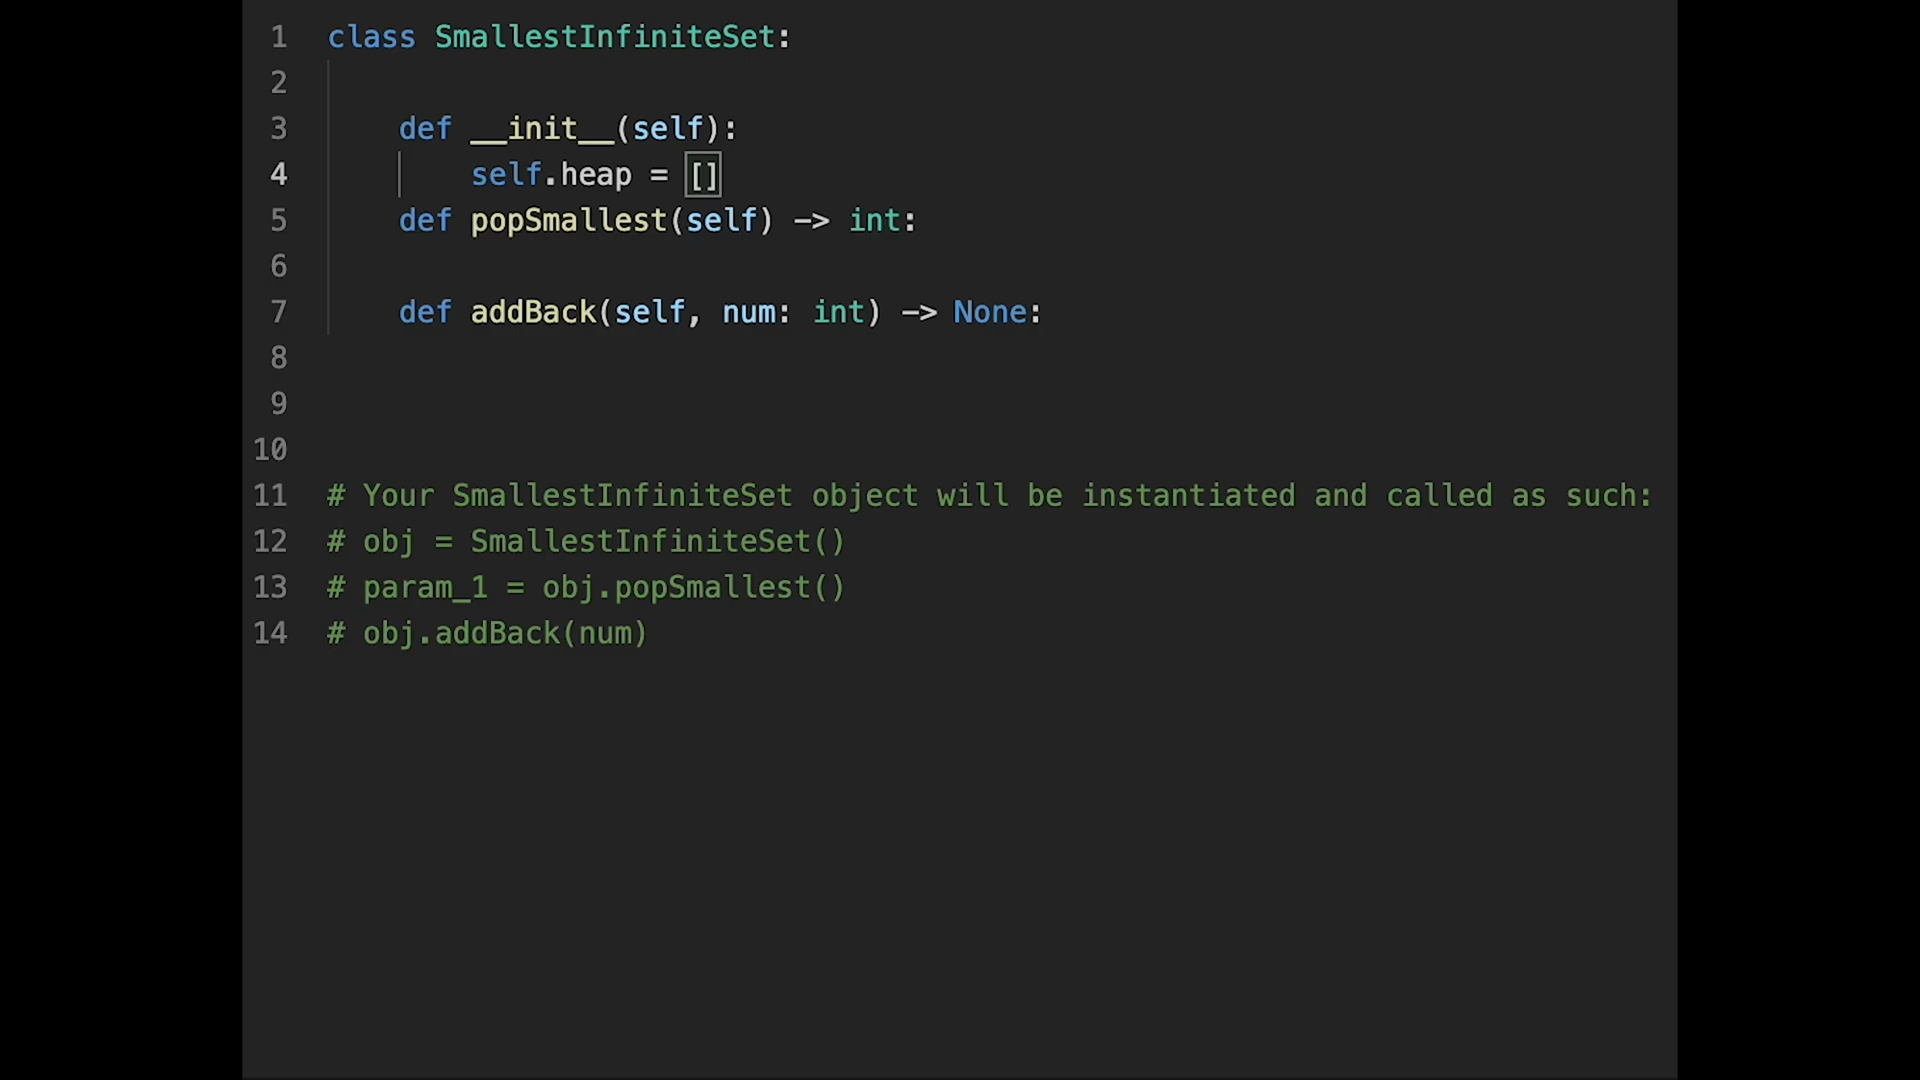 1 class SmallestInfiniteSet:
2
3 def __init__(self):
4 self.heap = []
5 def popSmallest(self) -> int:
6
7 def addBack(self, num: int) -> None:
8
9
10
11 # Your SmallestInfiniteSet object will be instantiated and called as such:
12 # obj = SmallestInfiniteSet()
13 # param_1 = obj.popSmallest()
14 # obj.addBack(num)